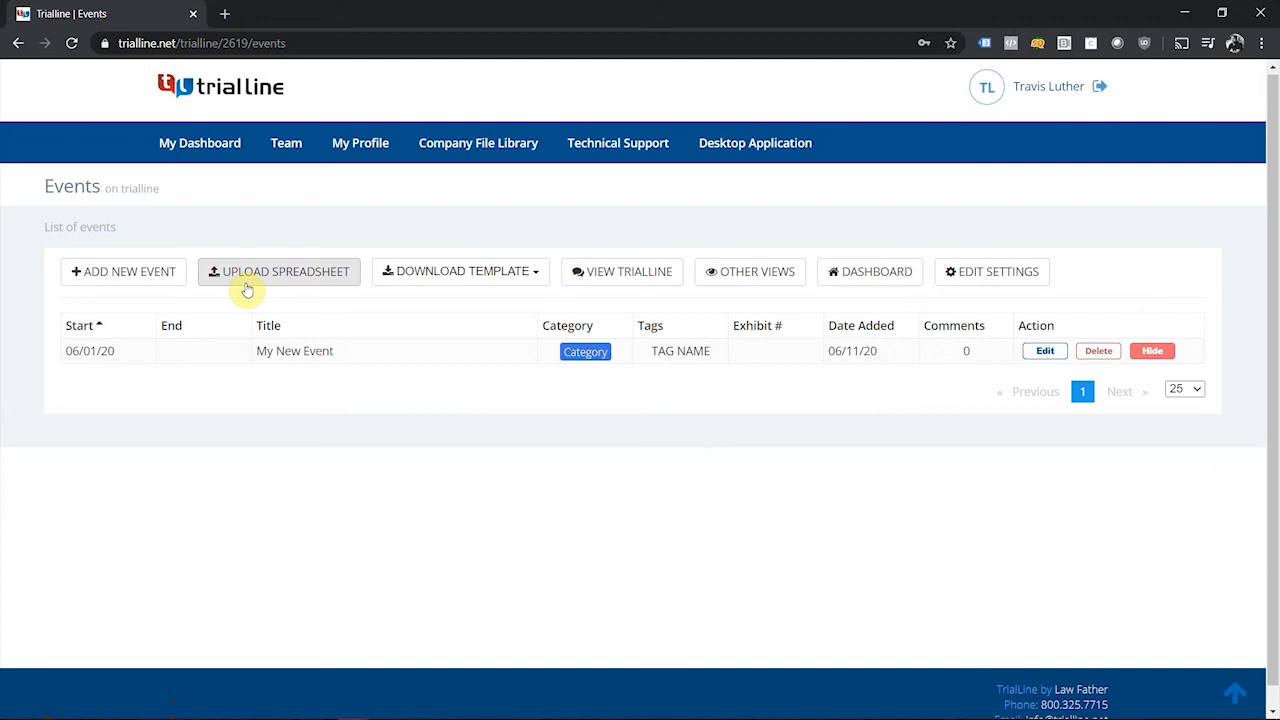 Trialline | Events
trialline.net/trialline/2619/events
trialline
TL Travis Luther
My Dashboard Team My Profile Company File Library Technical Support Desktop Application
Events on trialline
List of events
ADD NEW EVENT UPLOAD SPREADSHEET DOWNLOAD TEMPLATE VIEW TRIALLINE OTHER VIEWS DASHBOARD EDIT SETTINGS
Start End Title Category Tags Exhibit # Date Added Comments Action
06/01/20 My New Event Category TAG NAME 06/11/20 0 Edit Delete Hide
« Previous 1 Next » 25
TrialLine by Law Father
Phone: 800.325.7715
Email: info@trialline.net